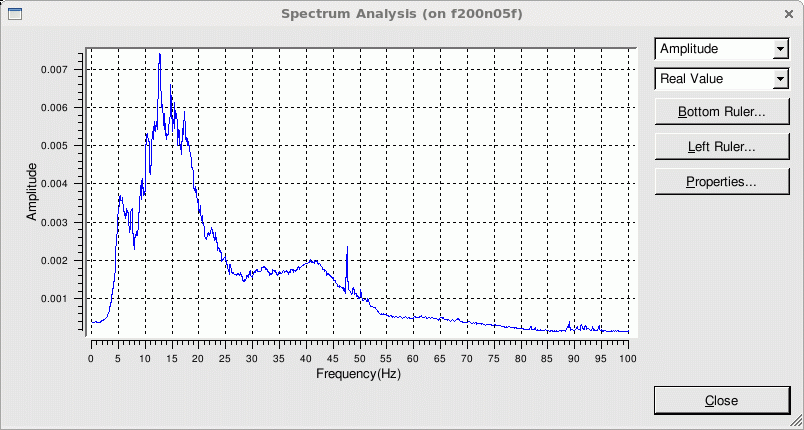 Spectrum Analysis (on f200n05f)
Amplitude
Real Value
Bottom Ruler...
Left Ruler...
Properties...
Close
Amplitude
0.007
0.006
0.005
0.004
0.003
0.002
0.001
0 5 10 15 20 25 30 35 40 45 50 55 60 65 70 75 80 85 90 95 100
Frequency(Hz)